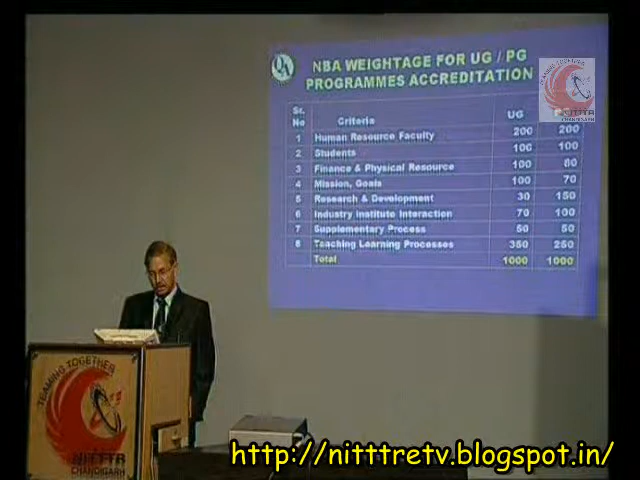 NBA WEIGHTAGE FOR UG / PG
PROGRAMMES ACCREDITATION
Sr. No Criteria UG
1 Human Resource Faculty 200 200
2 Students 100 100
3 Finance & Physical Resource 100 80
4 Mission, Goals 100 70
5 Research & Development 30 150
6 Industry Institute Interaction 70 100
7 Supplementary Process 50 50
8 Teaching Learning Processes 350 250
Total 1000 1000
TEAMING TOGETHER
CHANDIGARH
TEAMING TOGETHER
NITTTR
CHANDIGARH
http://nitttretv.blogspot.in/